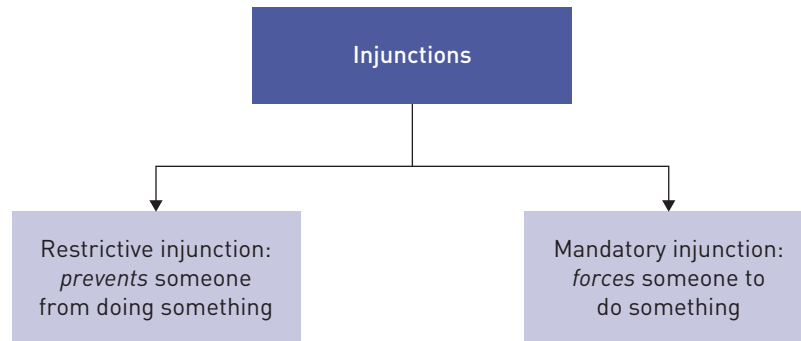 Injunctions
Restrictive injunction:
prevents someone
from doing something
Mandatory injunction:
forces someone to
do something